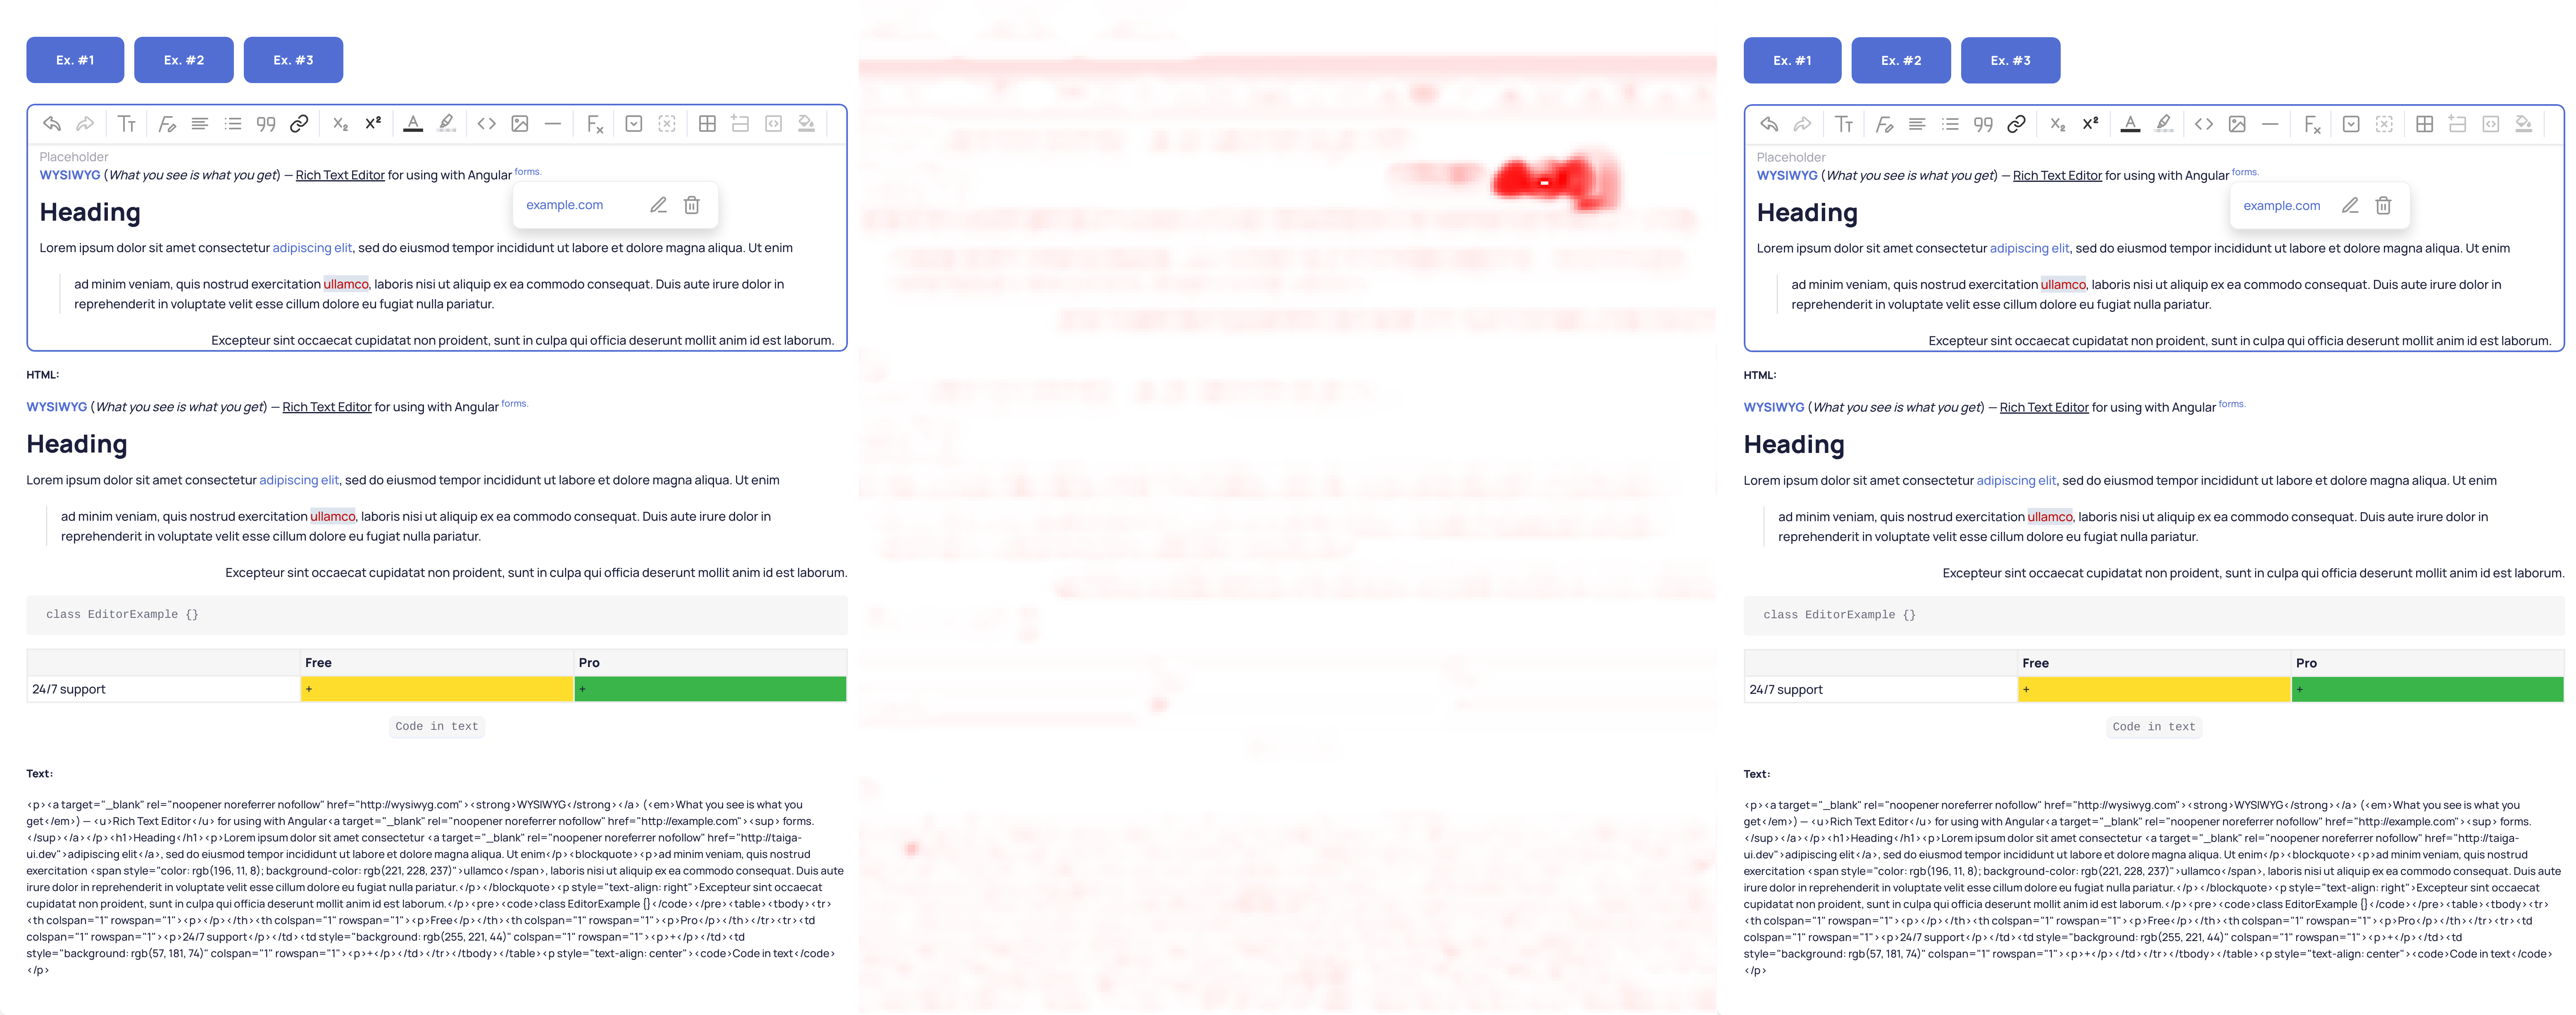 Ex. #1 Ex. #2 Ex. #3
Placeholder
WYSIWYG (What you see is what you get) — Rich Text Editor for using with Angular forms.
example.com
Heading
Lorem ipsum dolor sit amet consectetur adipiscing elit, sed do eiusmod tempor incididunt ut labore et dolore magna aliqua. Ut enim
ad minim veniam, quis nostrud exercitation ullamco, laboris nisi ut aliquip ex ea commodo consequat. Duis aute irure dolor in
reprehenderit in voluptate velit esse cillum dolore eu fugiat nulla pariatur.
Excepteur sint occaecat cupidatat non proident, sunt in culpa qui officia deserunt mollit anim id est laborum.
HTML:
WYSIWYG (What you see is what you get) — Rich Text Editor for using with Angular forms.
Heading
Lorem ipsum dolor sit amet consectetur adipiscing elit, sed do eiusmod tempor incididunt ut labore et dolore magna aliqua. Ut enim
ad minim veniam, quis nostrud exercitation ullamco, laboris nisi ut aliquip ex ea commodo consequat. Duis aute irure dolor in
reprehenderit in voluptate velit esse cillum dolore eu fugiat nulla pariatur.
Excepteur sint occaecat cupidatat non proident, sunt in culpa qui officia deserunt mollit anim id est laborum.
class EditorExample {}
Free Pro
24/7 support + +
Code in text
Text:
<p><a target="_blank" rel="noopener noreferrer nofollow" href="http://wysiwyg.com"><strong>WYSIWYG</strong></a> (<em>What you see is what you
get</em>) — <u>Rich Text Editor</u> for using with Angular<a target="_blank" rel="noopener noreferrer nofollow" href="http://example.com"><sup> forms.
</sup></a></p><h1>Heading</h1><p>Lorem ipsum dolor sit amet consectetur <a target="_blank" rel="noopener noreferrer nofollow" href="http://taiga-
ui.dev">adipiscing elit</a>, sed do eiusmod tempor incididunt ut labore et dolore magna aliqua. Ut enim</p><blockquote><p>ad minim veniam, quis nostrud
exercitation <span style="color: rgb(196, 11, 8); background-color: rgb(221, 228, 237)">ullamco</span>, laboris nisi ut aliquip ex ea commodo consequat. Duis aute
irure dolor in reprehenderit in voluptate velit esse cillum dolore eu fugiat nulla pariatur.</p></blockquote><p style="text-align: right">Excepteur sint occaecat
cupidatat non proident, sunt in culpa qui officia deserunt mollit anim id est laborum.</p><pre><code>class EditorExample {}</code></pre><table><tbody><tr>
<th colspan="1" rowspan="1"><p></p></th><th colspan="1" rowspan="1"><p>Free</p></th><th colspan="1" rowspan="1"><p>Pro</p></th></tr><tr><td
colspan="1" rowspan="1"><p>24/7 support</p></td><td style="background: rgb(255, 221, 44)" colspan="1" rowspan="1"><p>+</p></td><td
style="background: rgb(57, 181, 74)" colspan="1" rowspan="1"><p>+</p></td></tr></tbody></table><p style="text-align: center"><code>Code in text</code>
</p>
Ex. #1 Ex. #2 Ex. #3
Placeholder
WYSIWYG (What you see is what you get) — Rich Text Editor for using with Angular forms.
example.com
Heading
Lorem ipsum dolor sit amet consectetur adipiscing elit, sed do eiusmod tempor incididunt ut labore et dolore magna aliqua. Ut enim
ad minim veniam, quis nostrud exercitation ullamco, laboris nisi ut aliquip ex ea commodo consequat. Duis aute irure dolor in
reprehenderit in voluptate velit esse cillum dolore eu fugiat nulla pariatur.
Excepteur sint occaecat cupidatat non proident, sunt in culpa qui officia deserunt mollit anim id est laborum.
HTML:
WYSIWYG (What you see is what you get) — Rich Text Editor for using with Angular forms.
Heading
Lorem ipsum dolor sit amet consectetur adipiscing elit, sed do eiusmod tempor incididunt ut labore et dolore magna aliqua. Ut enim
ad minim veniam, quis nostrud exercitation ullamco, laboris nisi ut aliquip ex ea commodo consequat. Duis aute irure dolor in
reprehenderit in voluptate velit esse cillum dolore eu fugiat nulla pariatur.
Excepteur sint occaecat cupidatat non proident, sunt in culpa qui officia deserunt mollit anim id est laborum.
class EditorExample {}
Free Pro
24/7 support + +
Code in text
Text:
<p><a target="_blank" rel="noopener noreferrer nofollow" href="http://wysiwyg.com"><strong>WYSIWYG</strong></a> (<em>What you see is what you
get</em>) — <u>Rich Text Editor</u> for using with Angular<a target="_blank" rel="noopener noreferrer nofollow" href="http://example.com"><sup> forms.
</sup></a></p><h1>Heading</h1><p>Lorem ipsum dolor sit amet consectetur <a target="_blank" rel="noopener noreferrer nofollow" href="http://taiga-
ui.dev">adipiscing elit</a>, sed do eiusmod tempor incididunt ut labore et dolore magna aliqua. Ut enim</p><blockquote><p>ad minim veniam, quis nostrud
exercitation <span style="color: rgb(196, 11, 8); background-color: rgb(221, 228, 237)">ullamco</span>, laboris nisi ut aliquip ex ea commodo consequat. Duis aute
irure dolor in reprehenderit in voluptate velit esse cillum dolore eu fugiat nulla pariatur.</p></blockquote><p style="text-align: right">Excepteur sint occaecat
cupidatat non proident, sunt in culpa qui officia deserunt mollit anim id est laborum.</p><pre><code>class EditorExample {}</code></pre><table><tbody><tr>
<th colspan="1" rowspan="1"><p></p></th><th colspan="1" rowspan="1"><p>Free</p></th><th colspan="1" rowspan="1"><p>Pro</p></th></tr><tr><td
colspan="1" rowspan="1"><p>24/7 support</p></td><td style="background: rgb(255, 221, 44)" colspan="1" rowspan="1"><p>+</p></td><td
style="background: rgb(57, 181, 74)" colspan="1" rowspan="1"><p>+</p></td></tr></tbody></table><p style="text-align: center"><code>Code in text</code>
</p>